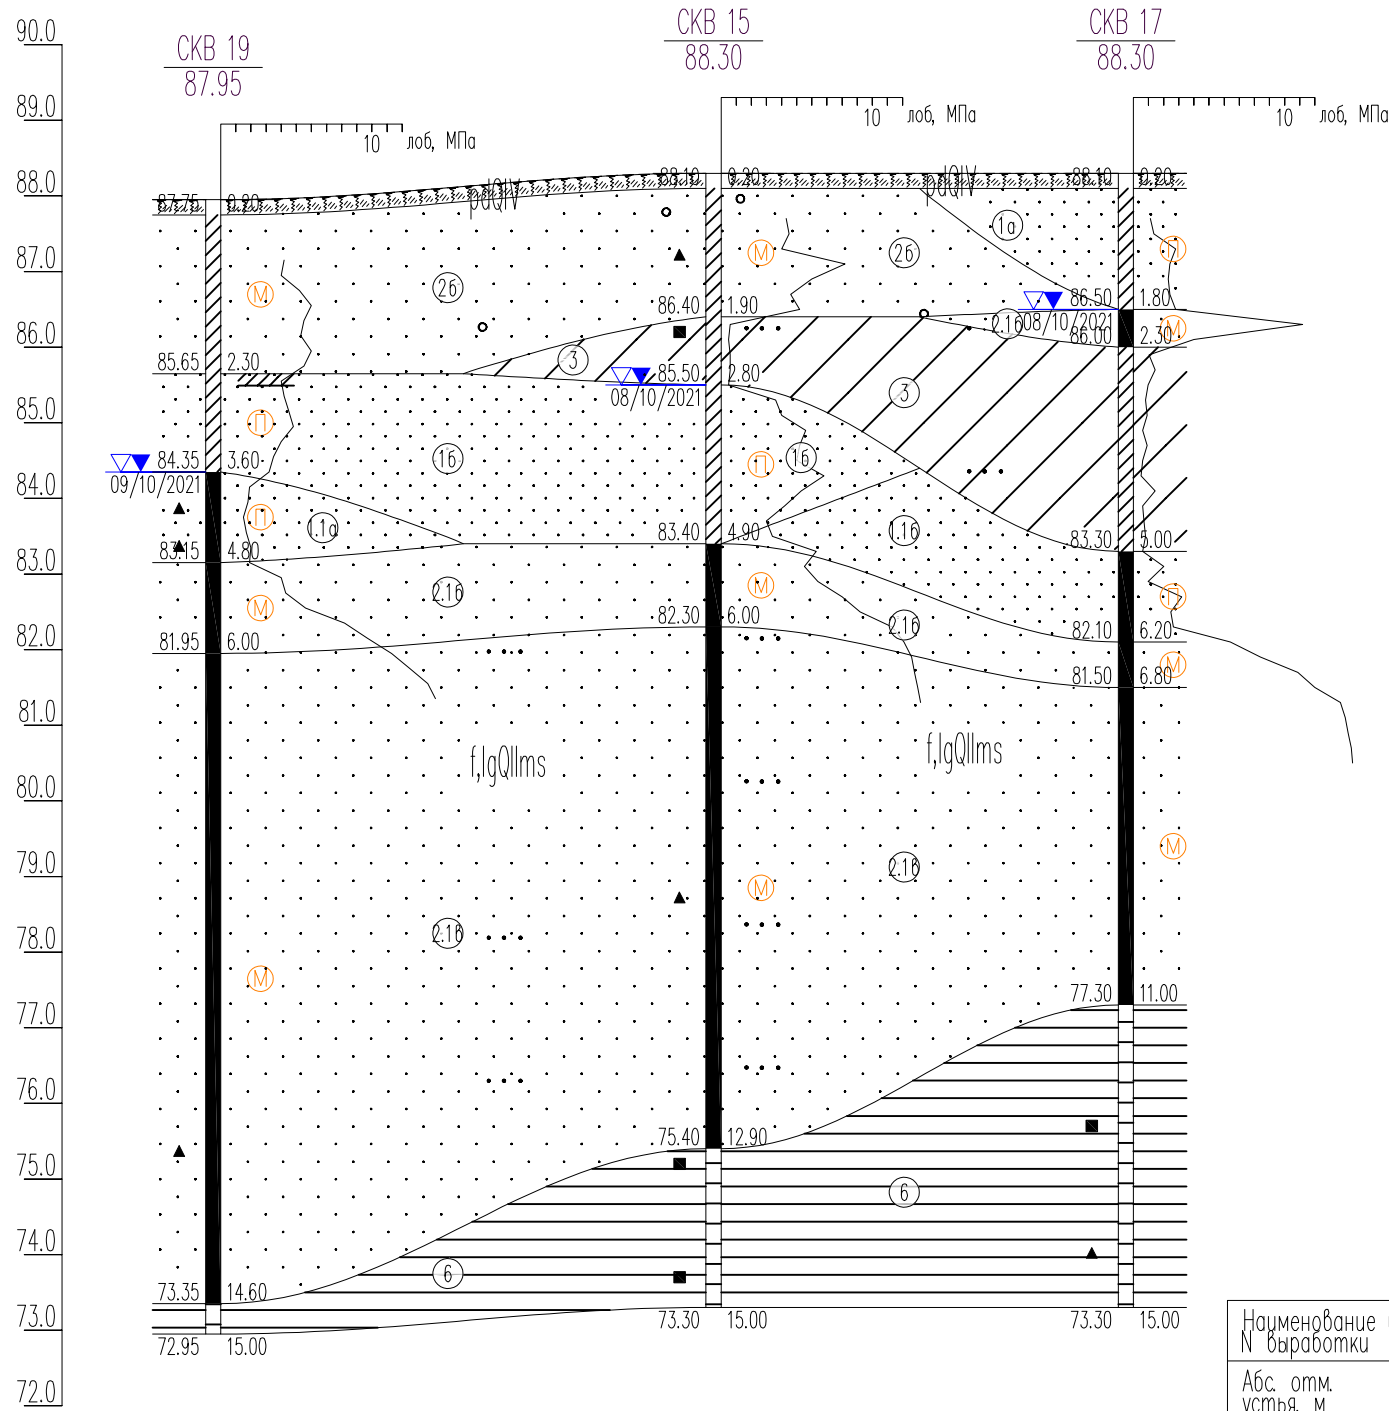 90.0
89.0
88.0
87.0
86.0
85.0
84.0
83.0
82.0
81.0
80.0
79.0
78.0
77.0
76.0
75.0
74.0
73.0
72.0
СКВ 19
87.95
СКВ 15
88.30
СКВ 17
88.30
10 лоб, МПа
10 лоб, МПа
10 лоб, МПа
87.75 0.20
85.65 2.30
84.35 3.60
09/10/2021
83.15 4.80
81.95 6.00
73.35 14.60
72.95 15.00
М
П
П
М
М
pdQIV
2б
3
1б
1.1а
2.1б
f,lgQIIms
2.1б
6
88.10 0.20
86.40 1.90
85.50 2.80
08/10/2021
83.40 4.90
82.30 6.00
75.40 12.90
73.30 15.00
М
П
М
М
pdQIV
1а
2б
2.1б
3
1б
1.1б
2.1б
f,lgQIIms
2.1б
6
88.10 0.20
86.50 1.80
08/10/2021
86.00 2.30
83.30 5.00
82.10 6.20
81.50 6.80
77.30 11.00
73.30 15.00
П
М
П
М
М
Наименование
N выработки
Абс. отм.
устья, м